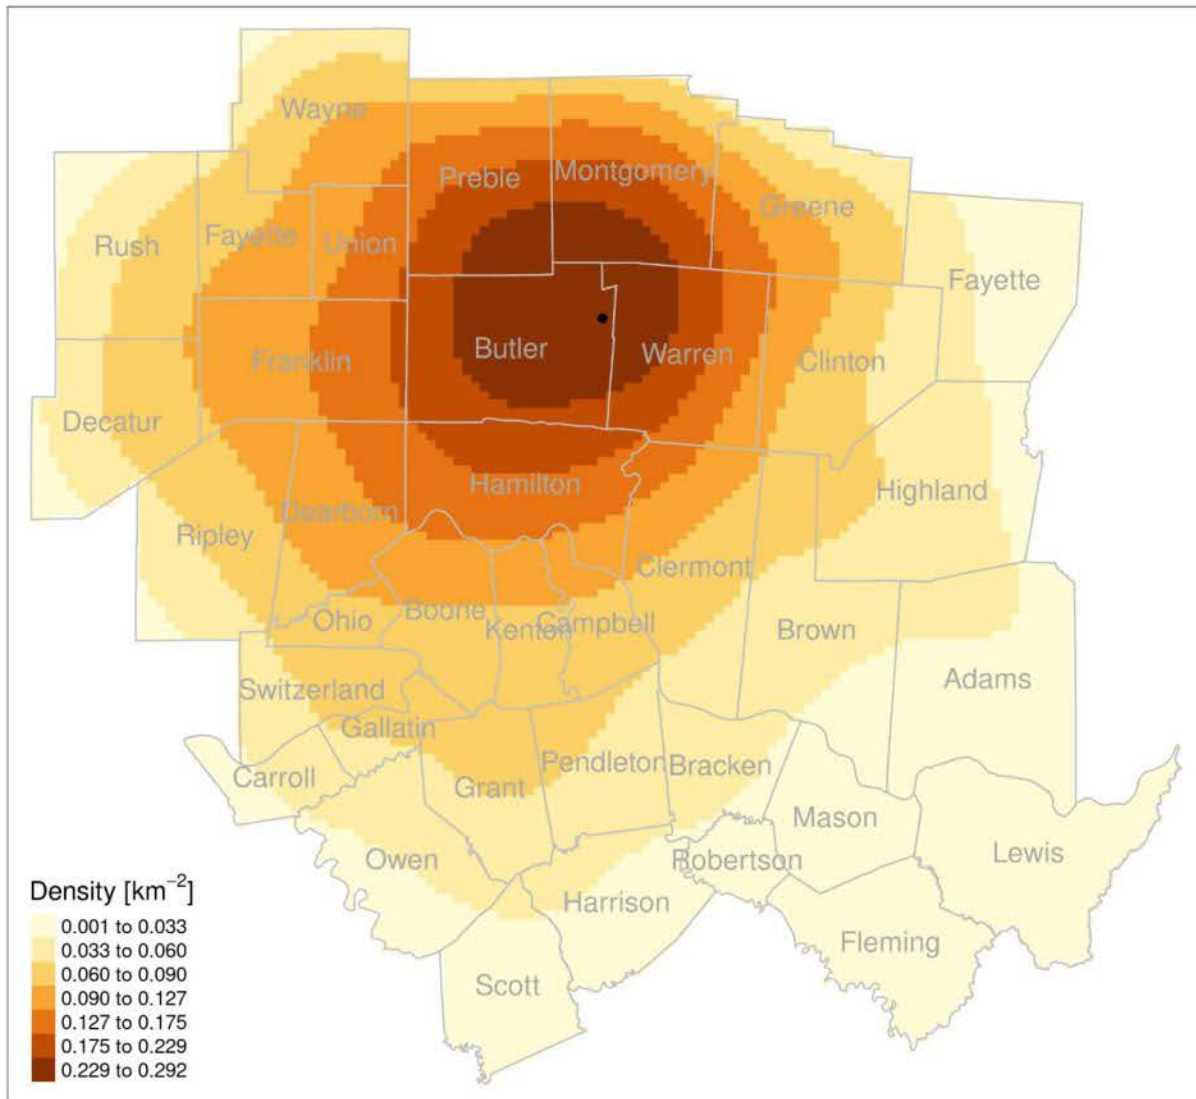 Wayne
Preble
Montgomery
Greene
Rush
Fayette
Union
Fayette
Butler
Warren
Clinton
Franklin
Decatur
Hamilton
Highland
Dearborn
Ripley
Clermont
Ohio
Boone
Kenton
Campbell
Brown
Switzerland
Adams
Gallatin
Carroll
Grant
Pendleton
Bracken
Mason
Owen
Robertson
Lewis
Harrison
Fleming
Scott
Density [km⁻²]
0.001 to 0.033
0.033 to 0.060
0.060 to 0.090
0.090 to 0.127
0.127 to 0.175
0.175 to 0.229
0.229 to 0.292